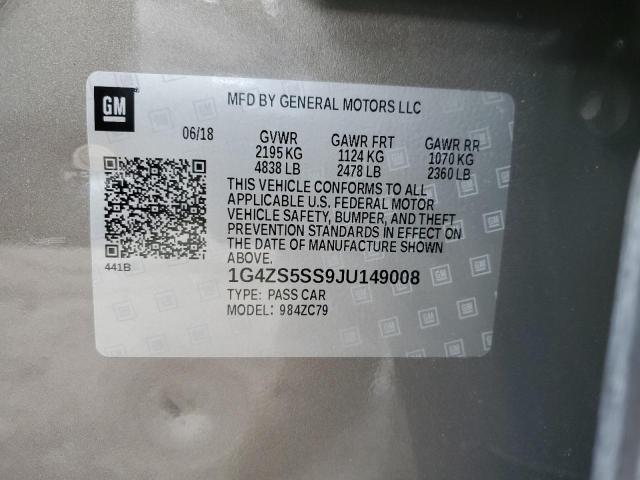 GM
MFD BY GENERAL MOTORS LLC
06/18 GVWR GAWR FRT GAWR RR
2195 KG 1124 KG 1070 KG
4838 LB 2478 LB 2360 LB
THIS VEHICLE CONFORMS TO ALL
APPLICABLE U.S. FEDERAL MOTOR
VEHICLE SAFETY, BUMPER, AND THEFT
PREVENTION STANDARDS IN EFFECT ON
THE DATE OF MANUFACTURE SHOWN
ABOVE.
441B
1G4ZS5SS9JU149008
TYPE: PASS CAR
MODEL: 984ZC79